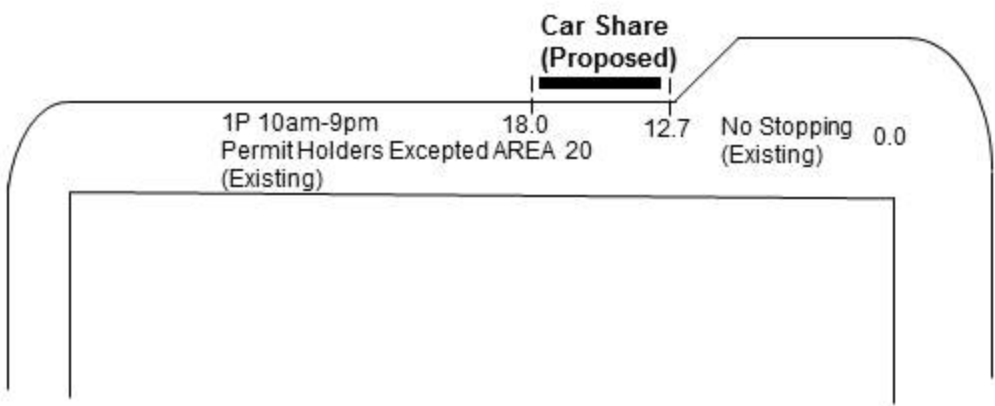 Car Share
(Proposed)
1P 10am-9pm
Permit Holders Excepted AREA 20
(Existing)
18.0
12.7
No Stopping
(Existing)
0.0